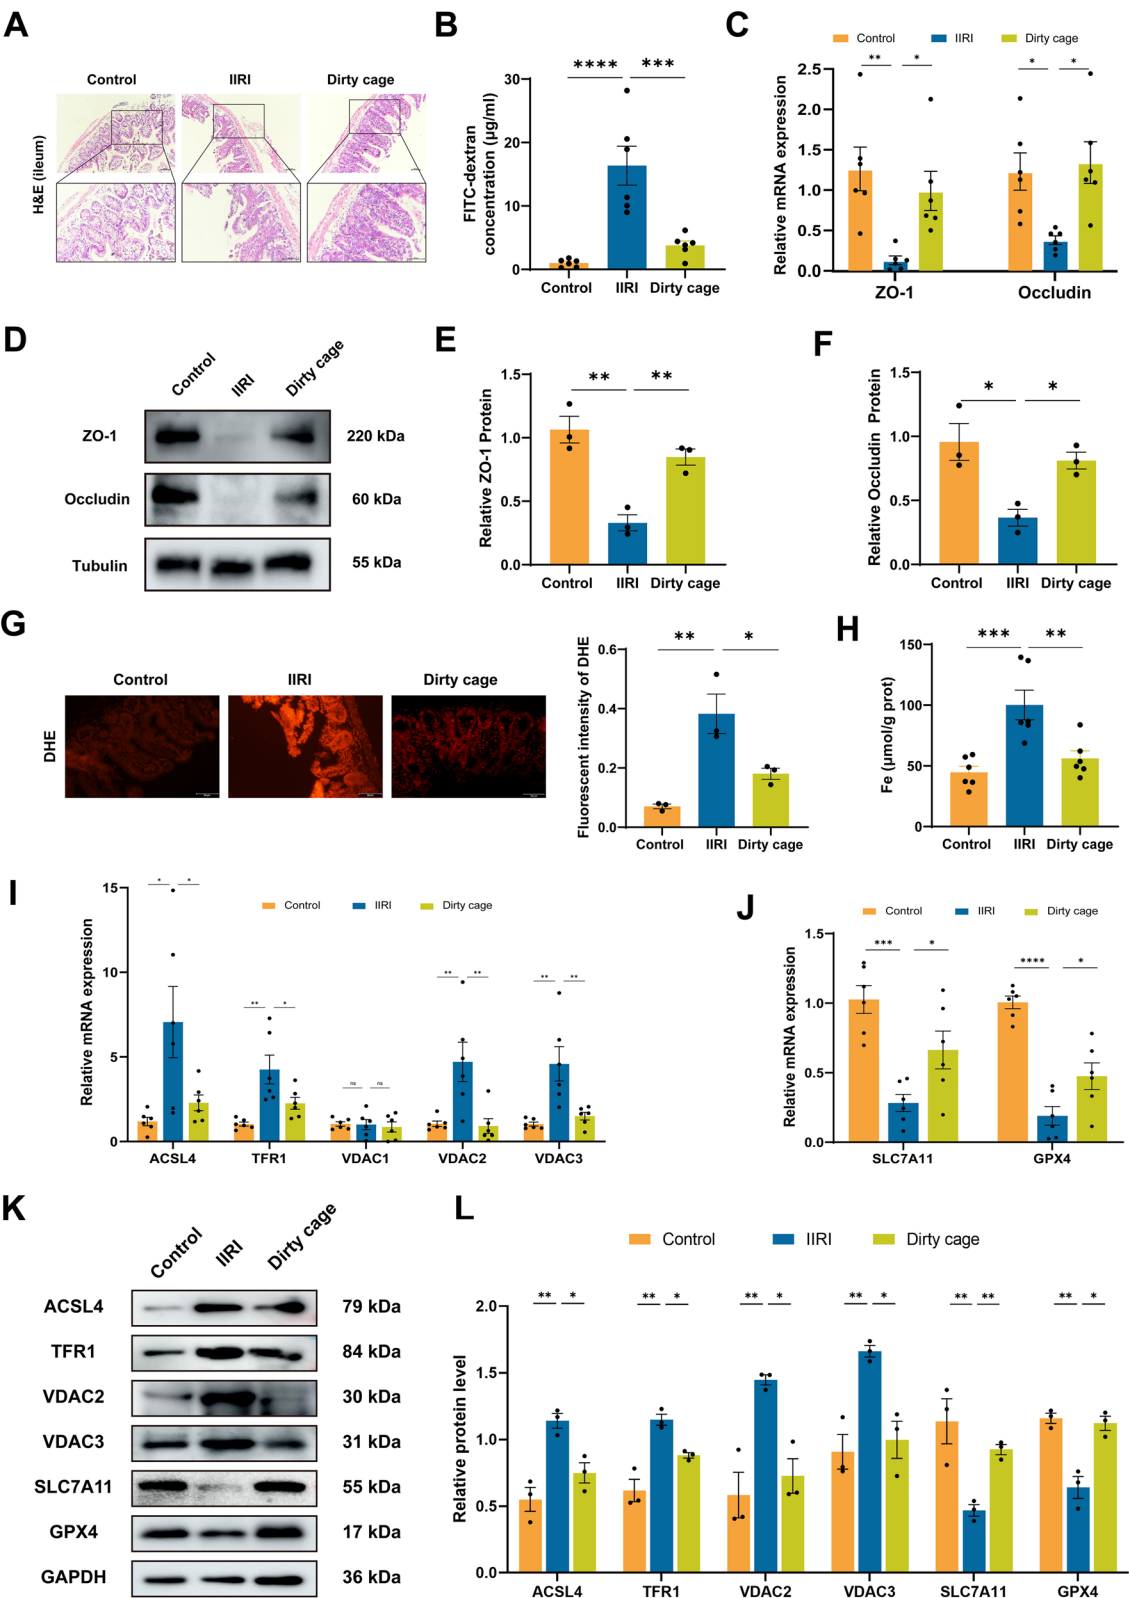 A
Control
IIRI
Dirty cage
H&E (ileum)
B
FITC-dextran
concentration (μg/ml)
30
20
10
0
****
***
Control
IIRI
Dirty cage
C
Control
IIRI
Dirty cage
Relative mRNA expression
2.5
2.0
1.5
1.0
0.5
0.0
**
*
*
*
ZO-1
Occludin
D
Control
IIRI
Dirty cage
ZO-1
220 kDa
Occludin
60 kDa
Tubulin
55 kDa
E
Relative ZO-1 Protein
1.5
1.0
0.5
0.0
**
**
Control
IIRI
Dirty cage
F
Relative Occludin Protein
1.5
1.0
0.5
0.0
*
*
Control
IIRI
Dirty cage
G
Control
IIRI
Dirty cage
DHE
Fluorescent intensity of DHE
0.6
0.4
0.2
0.0
**
*
Control
IIRI
Dirty cage
H
Fe (μmol/g prot)
150
100
50
0
***
**
Control
IIRI
Dirty cage
I
Control
IIRI
Dirty cage
Relative mRNA expression
15
10
5
0
*
*
**
*
ns
ns
**
**
**
**
ACSL4
TFR1
VDAC1
VDAC2
VDAC3
J
Control
IIRI
Dirty cage
Relative mRNA expression
1.5
1.0
0.5
0.0
***
*
****
*
SLC7A11
GPX4
K
Control
IIRI
Dirty cage
ACSL4
79 kDa
TFR1
84 kDa
VDAC2
30 kDa
VDAC3
31 kDa
SLC7A11
55 kDa
GPX4
17 kDa
GAPDH
36 kDa
L
Control
IIRI
Dirty cage
Relative protein level
2.0
1.5
1.0
0.5
0.0
**
*
**
*
**
*
**
*
**
**
**
*
ACSL4
TFR1
VDAC2
VDAC3
SLC7A11
GPX4